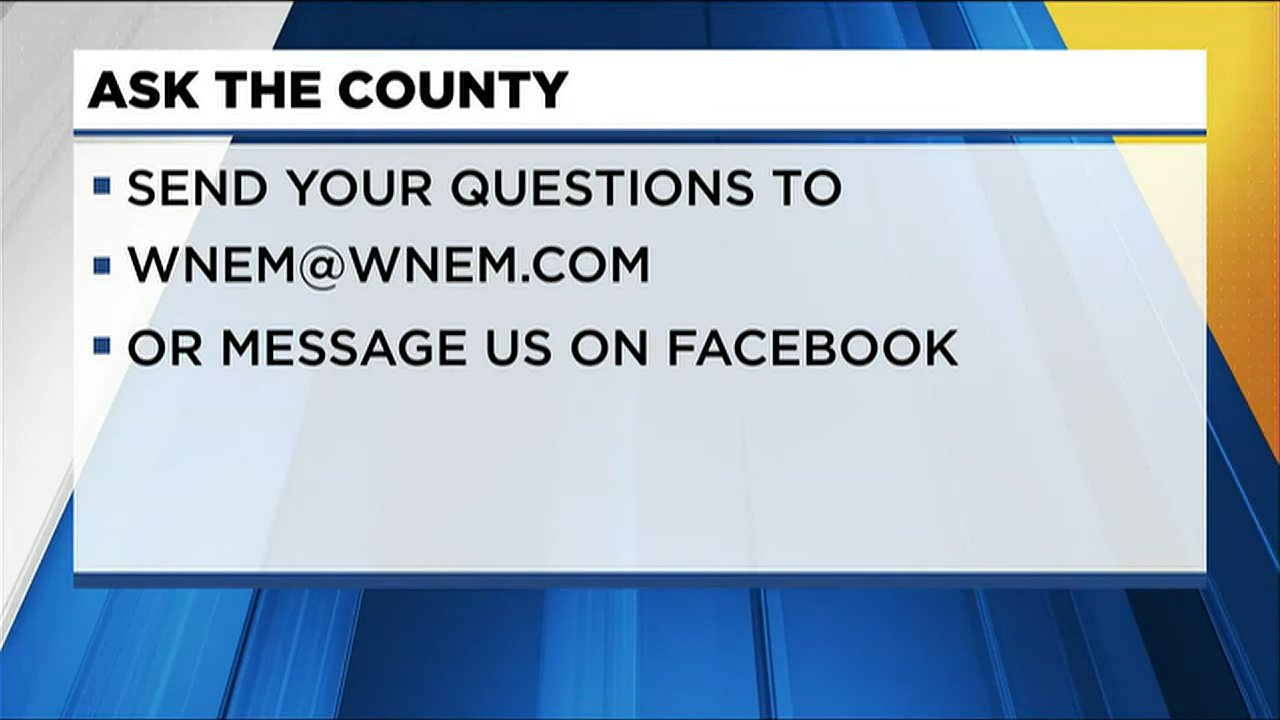 ASK THE COUNTY
SEND YOUR QUESTIONS TO
WNEM@WNEM.COM
OR MESSAGE US ON FACEBOOK